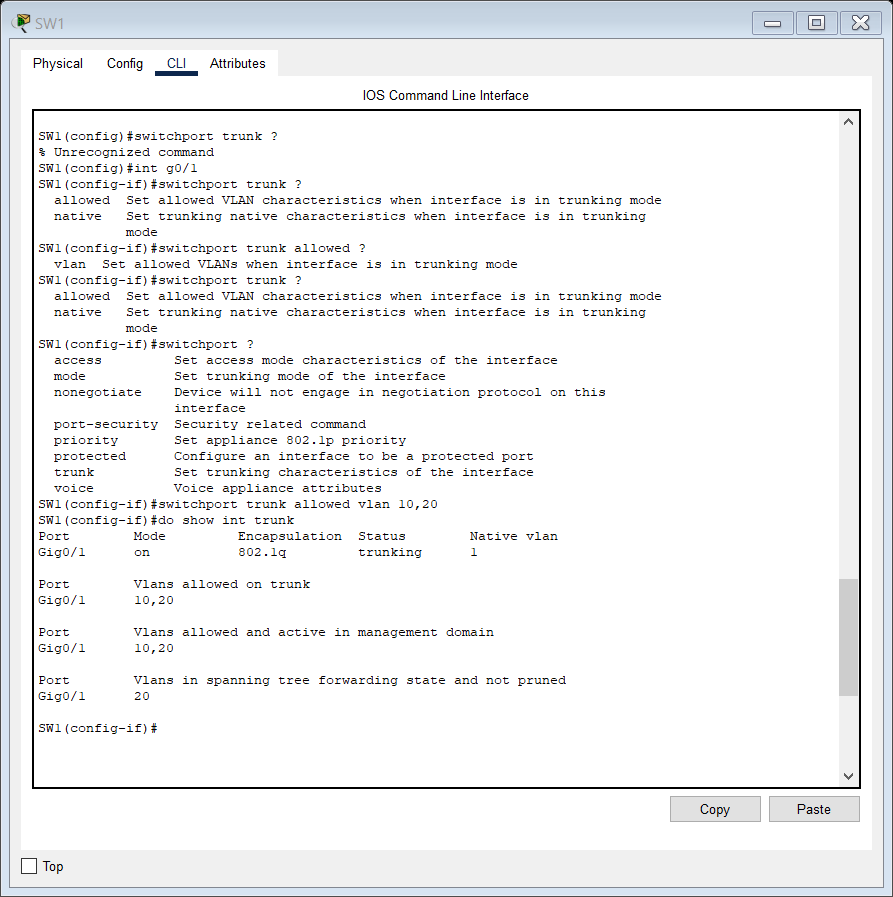 SW1
Physical Config CLI Attributes
IOS Command Line Interface
SW1(config)#switchport trunk ?
% Unrecognized command
SW1(config)#int g0/1
SW1(config-if)#switchport trunk ?
  allowed  Set allowed VLAN characteristics when interface is in trunking mode
  native   Set trunking native characteristics when interface is in trunking
           mode
SW1(config-if)#switchport trunk allowed ?
  vlan  Set allowed VLANs when interface is in trunking mode
SW1(config-if)#switchport trunk ?
  allowed  Set allowed VLAN characteristics when interface is in trunking mode
  native   Set trunking native characteristics when interface is in trunking
           mode
SW1(config-if)#switchport ?
  access         Set access mode characteristics of the interface
  mode           Set trunking mode of the interface
  nonegotiate    Device will not engage in negotiation protocol on this
                 interface
  port-security  Security related command
  priority       Set appliance 802.1p priority
  protected      Configure an interface to be a protected port
  trunk          Set trunking characteristics of the interface
  voice          Voice appliance attributes
SW1(config-if)#switchport trunk allowed vlan 10,20
SW1(config-if)#do show int trunk
Port        Mode         Encapsulation  Status        Native vlan
Gig0/1      on           802.1q         trunking      1
Port        Vlans allowed on trunk
Gig0/1      10,20
Port        Vlans allowed and active in management domain
Gig0/1      10,20
Port        Vlans in spanning tree forwarding state and not pruned
Gig0/1      20
SW1(config-if)#
Copy Paste
Top